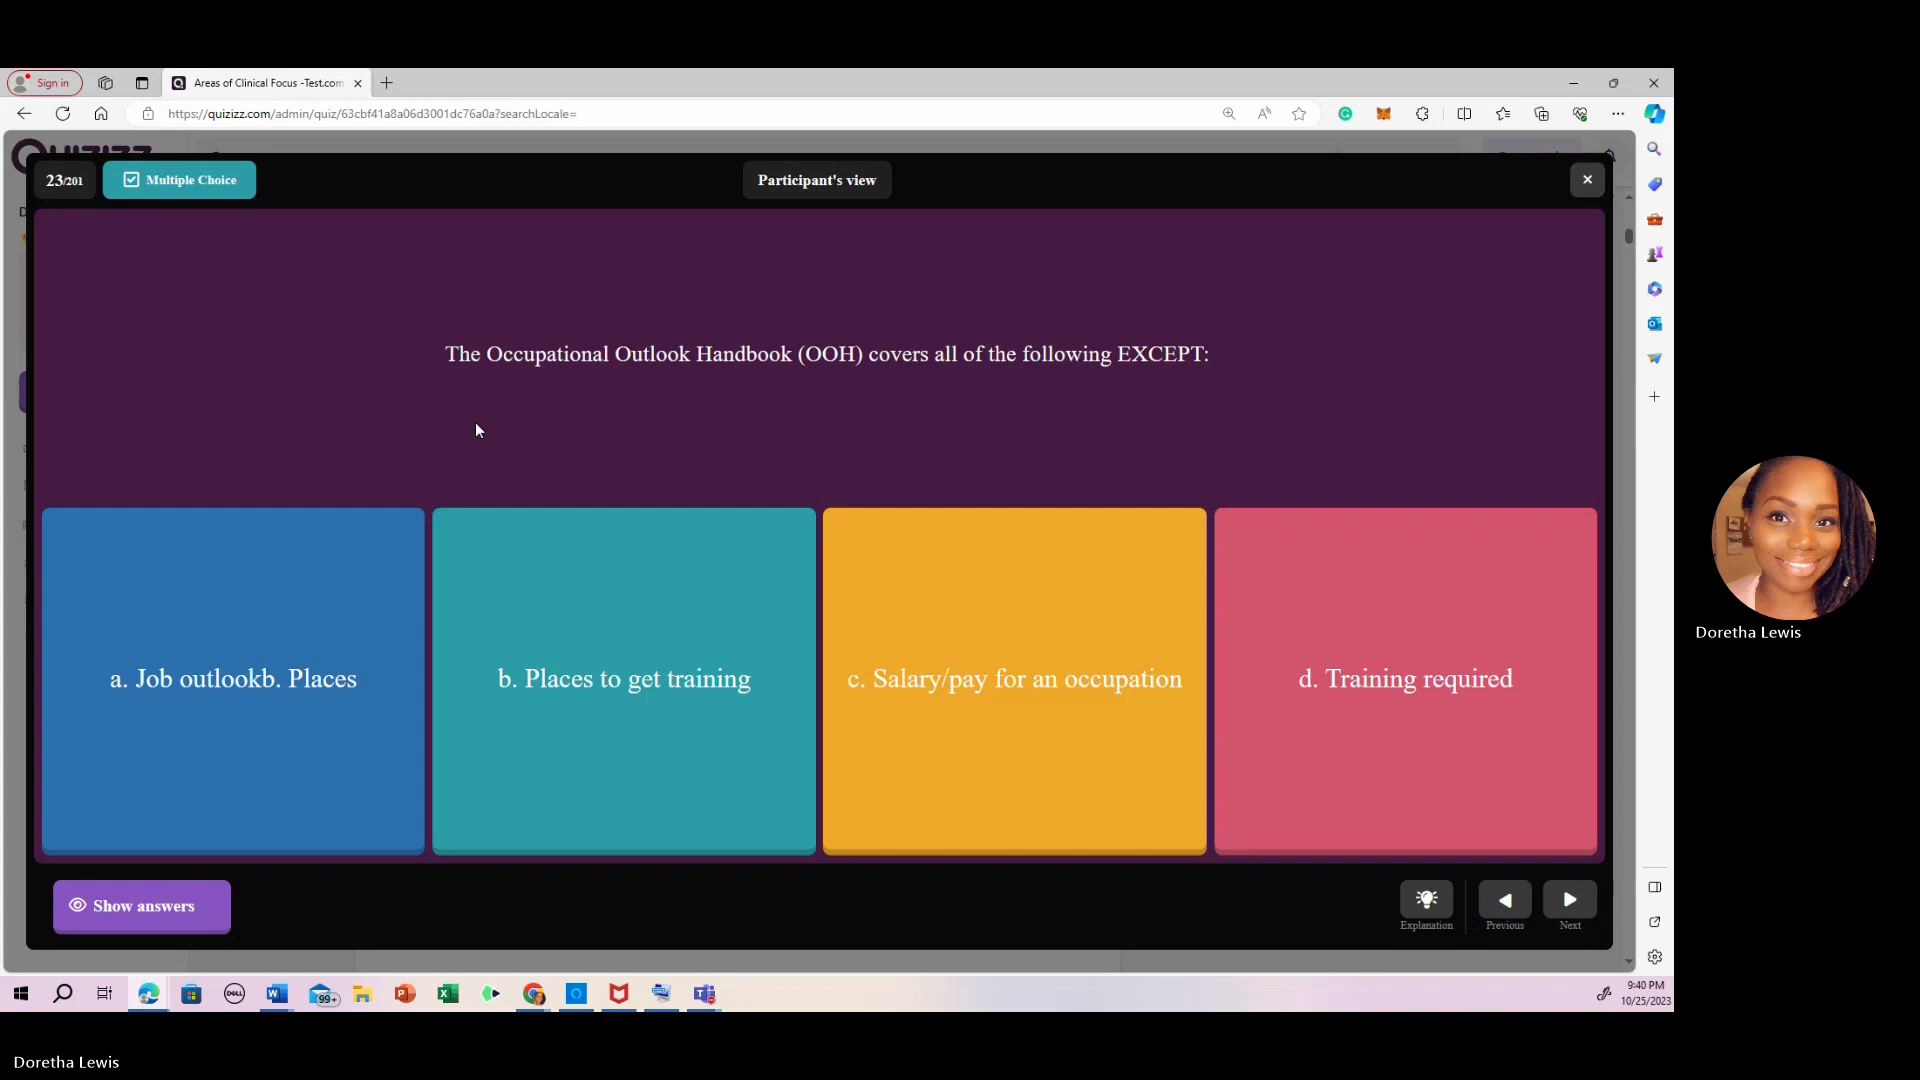 Sign in
Areas of Clinical Focus -Test.com
https://quizizz.com/admin/quiz/63cbf41a8a06d3001dc76a0a?searchLocale=
23/201
Multiple Choice
Participant's view
The Occupational Outlook Handbook (OOH) covers all of the following EXCEPT:
a. Job outlookb. Places
b. Places to get training
c. Salary/pay for an occupation
d. Training required
Show answers
Explanation
Previous
Next
Doretha Lewis
DELL
99+
9:40 PM
10/25/2023
Doretha Lewis